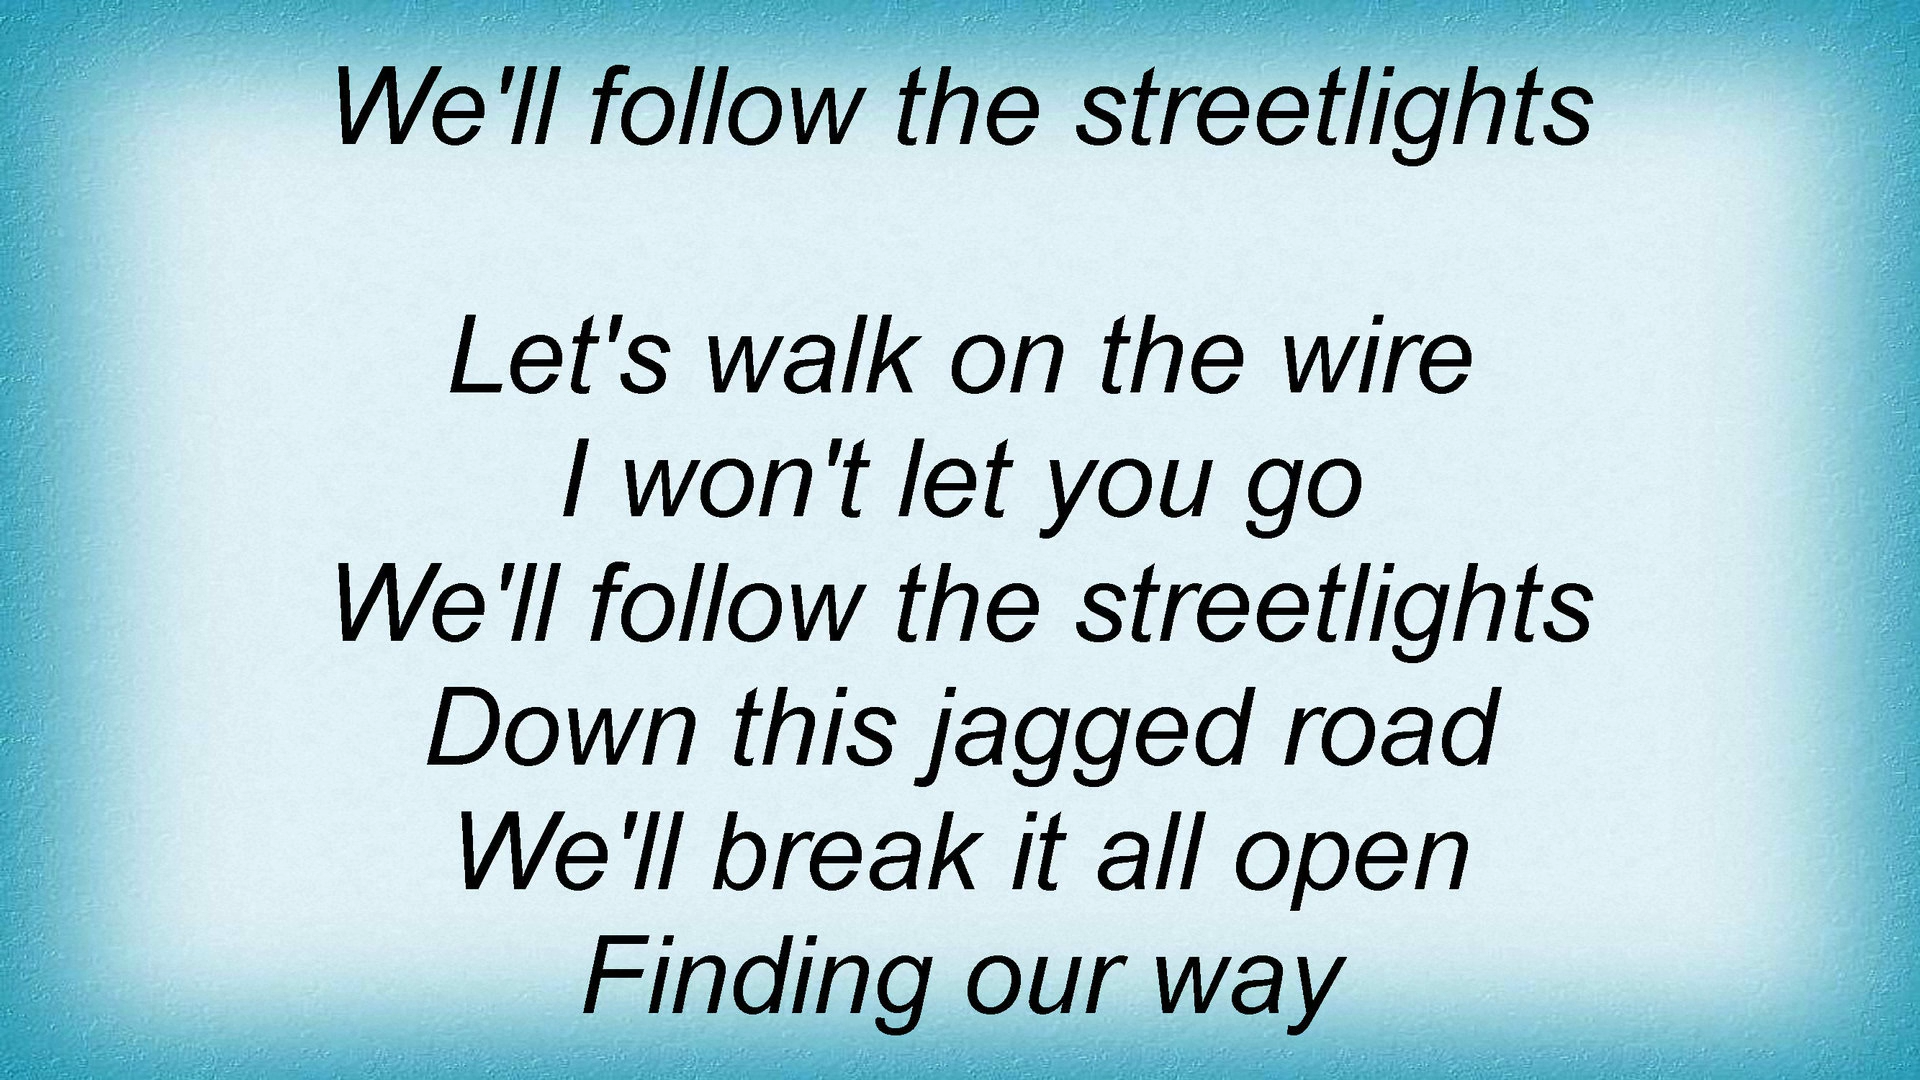 We'll follow the streetlights
Let's walk on the wire
I won't let you go
We'll follow the streetlights
Down this jagged road
We'll break it all open
Finding our way